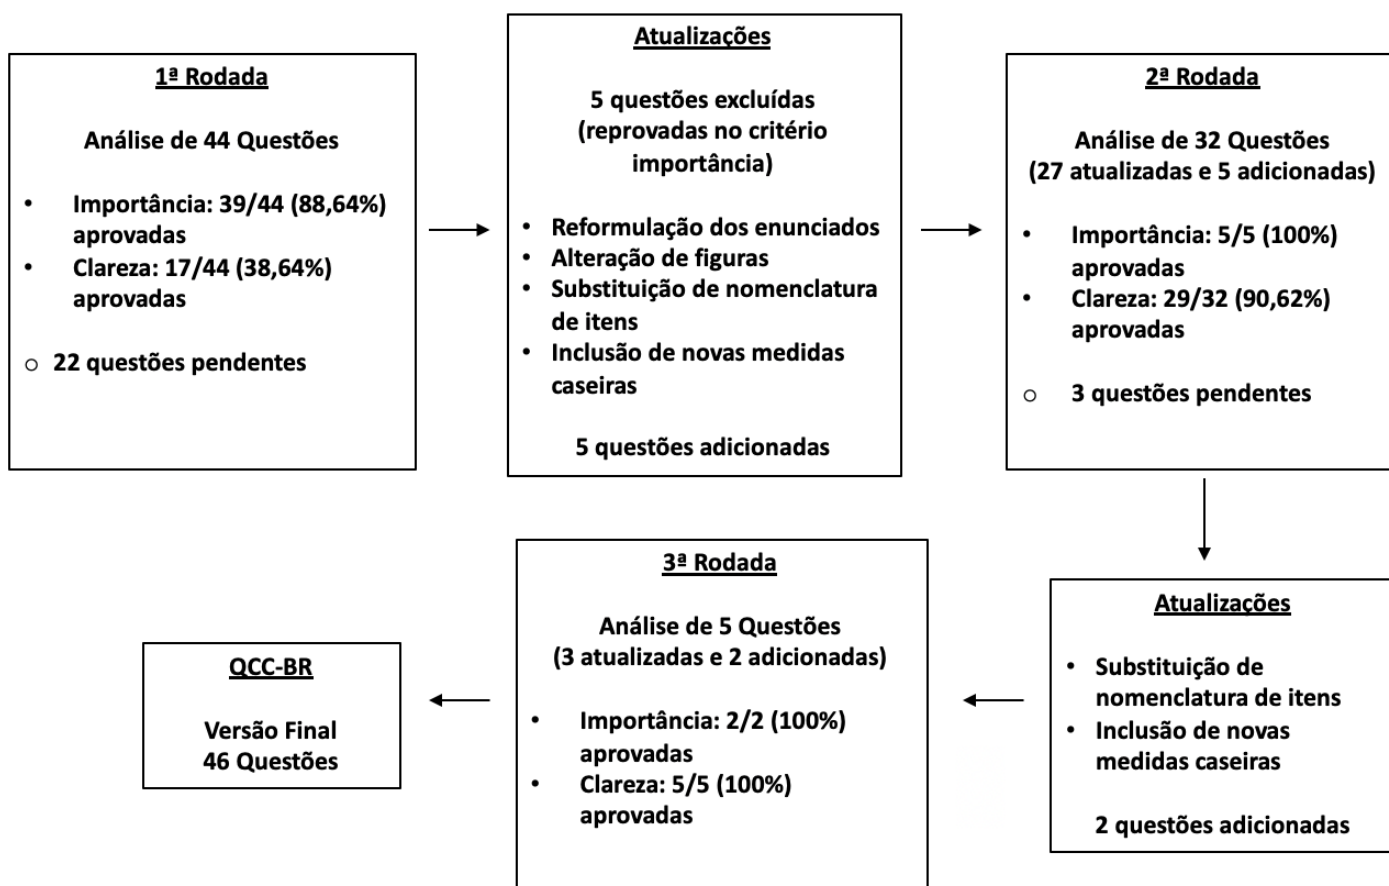 1ª Rodada
Análise de 44 Questões
• Importância: 39/44 (88,64%)
aprovadas
• Clareza: 17/44 (38,64%)
aprovadas
o 22 questões pendentes
Atualizações
5 questões excluídas
(reprovadas no critério
importância)
• Reformulação dos enunciados
• Alteração de figuras
• Substituição de nomenclatura
de itens
• Inclusão de novas medidas
caseiras
5 questões adicionadas
2ª Rodada
Análise de 32 Questões
(27 atualizadas e 5 adicionadas)
• Importância: 5/5 (100%)
aprovadas
• Clareza: 29/32 (90,62%)
aprovadas
o 3 questões pendentes
Atualizações
• Substituição de
nomenclatura de itens
• Inclusão de novas
medidas caseiras
2 questões adicionadas
3ª Rodada
Análise de 5 Questões
(3 atualizadas e 2 adicionadas)
• Importância: 2/2 (100%)
aprovadas
• Clareza: 5/5 (100%)
aprovadas
QCC-BR
Versão Final
46 Questões